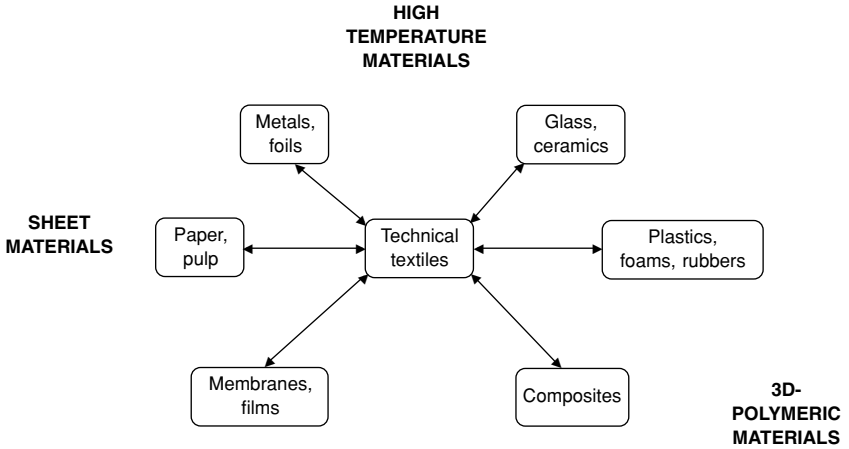 HIGH
TEMPERATURE
MATERIALS
Metals,
foils
Glass,
ceramics
SHEET
MATERIALS
Paper,
pulp
Technical
textiles
Plastics,
foams, rubbers
Membranes,
films
Composites
3D-
POLYMERIC
MATERIALS